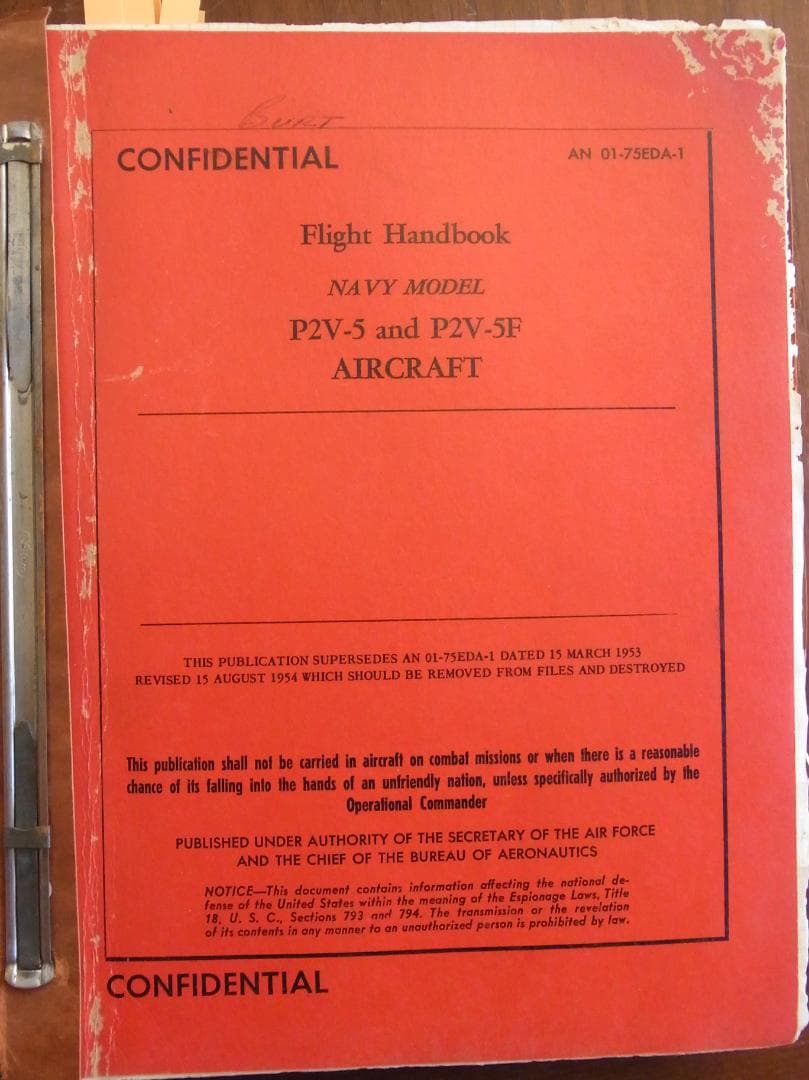 Burt
CONFIDENTIAL
AN 01-75EDA-1
Flight Handbook
NAVY MODEL
P2V-5 and P2V-5F
AIRCRAFT
THIS PUBLICATION SUPERSEDES AN 01-75EDA-1 DATED 15 MARCH 1953
REVISED 15 AUGUST 1954 WHICH SHOULD BE REMOVED FROM FILES AND DESTROYED
This publication shall not be carried in aircraft on combat missions or when there is a reasonable
chance of its falling into the hands of an unfriendly nation, unless specifically authorized by the
Operational Commander
PUBLISHED UNDER AUTHORITY OF THE SECRETARY OF THE AIR FORCE
AND THE CHIEF OF THE BUREAU OF AERONAUTICS
NOTICE—This document contains information affecting the national de-
fense of the United States within the meaning of the Espionage Laws, Title
18, U. S. C., Sections 793 and 794. The transmission or the revelation
of its contents in any manner to an unauthorized person is prohibited by law.
CONFIDENTIAL